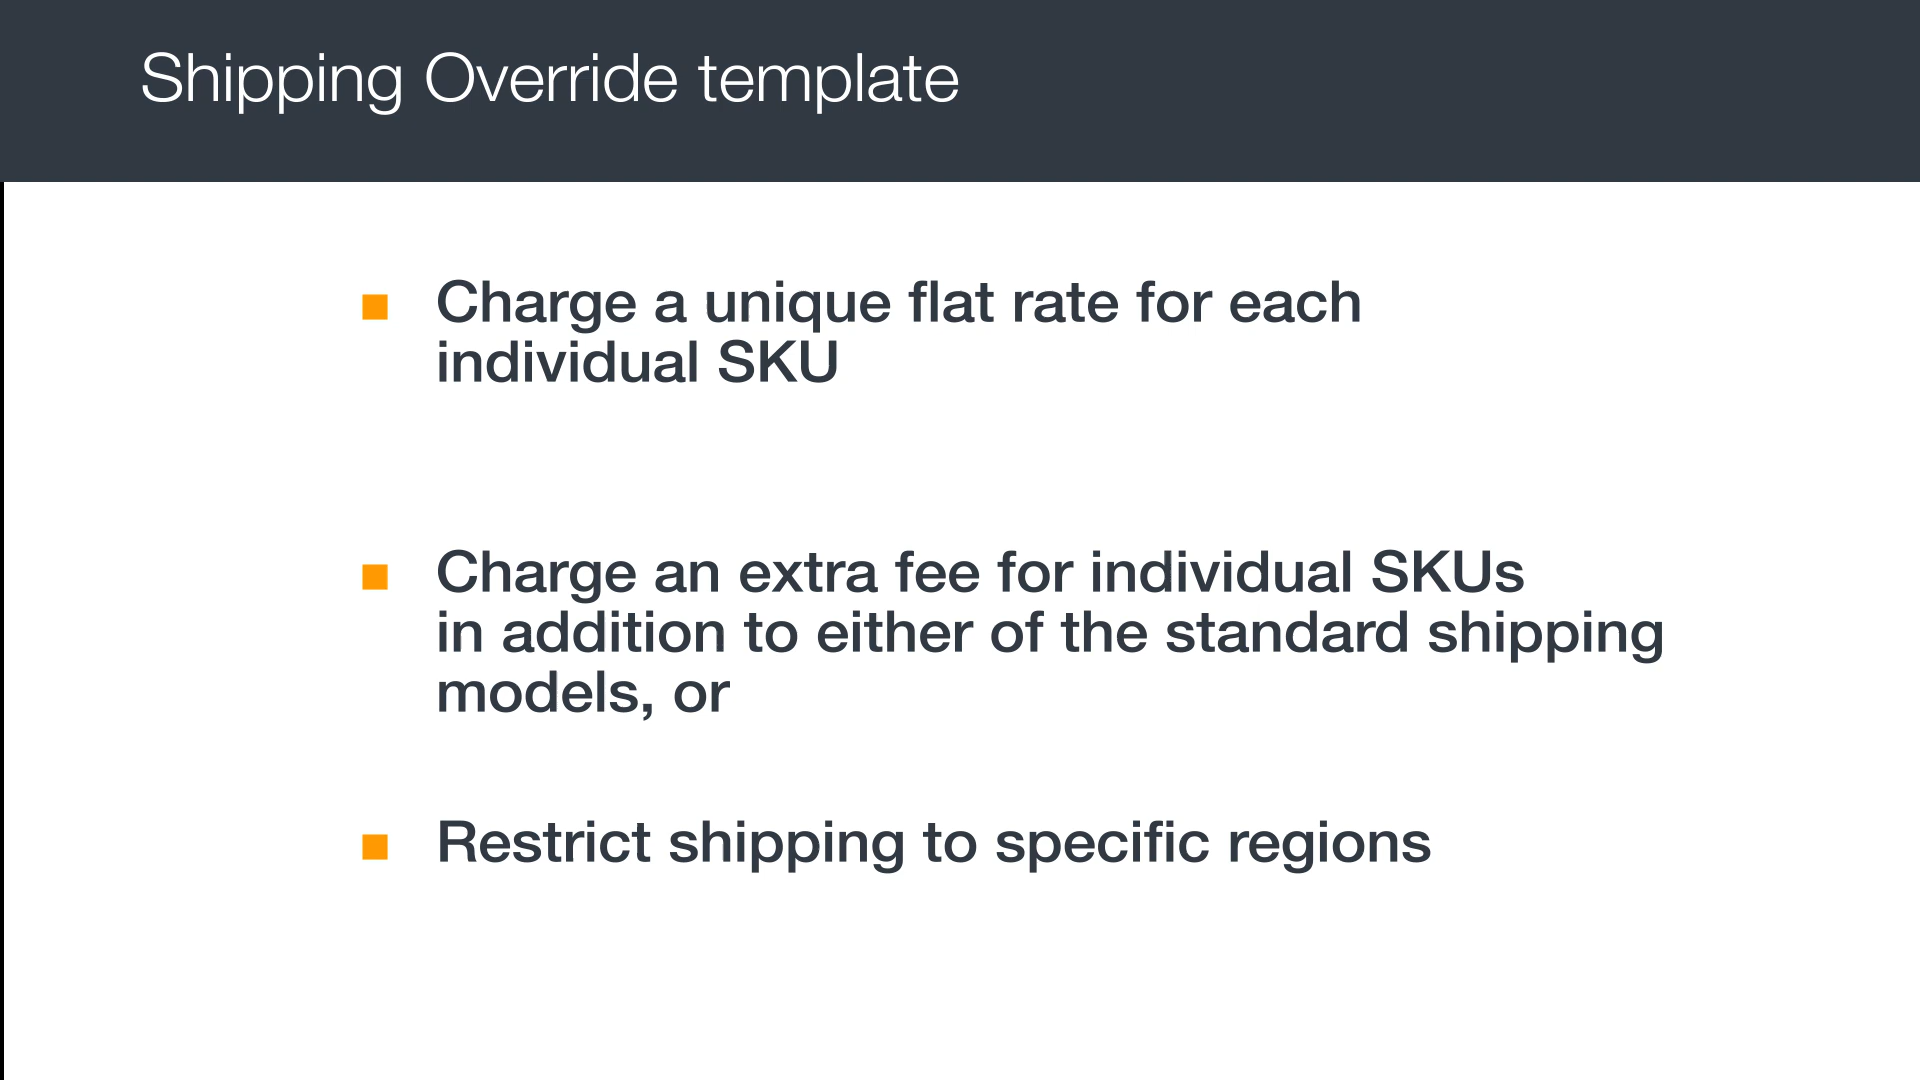 Shipping Override template
Charge a unique flat rate for each
individual SKU
Charge an extra fee for individual SKUs
in addition to either of the standard shipping
models, or
Restrict shipping to specific regions